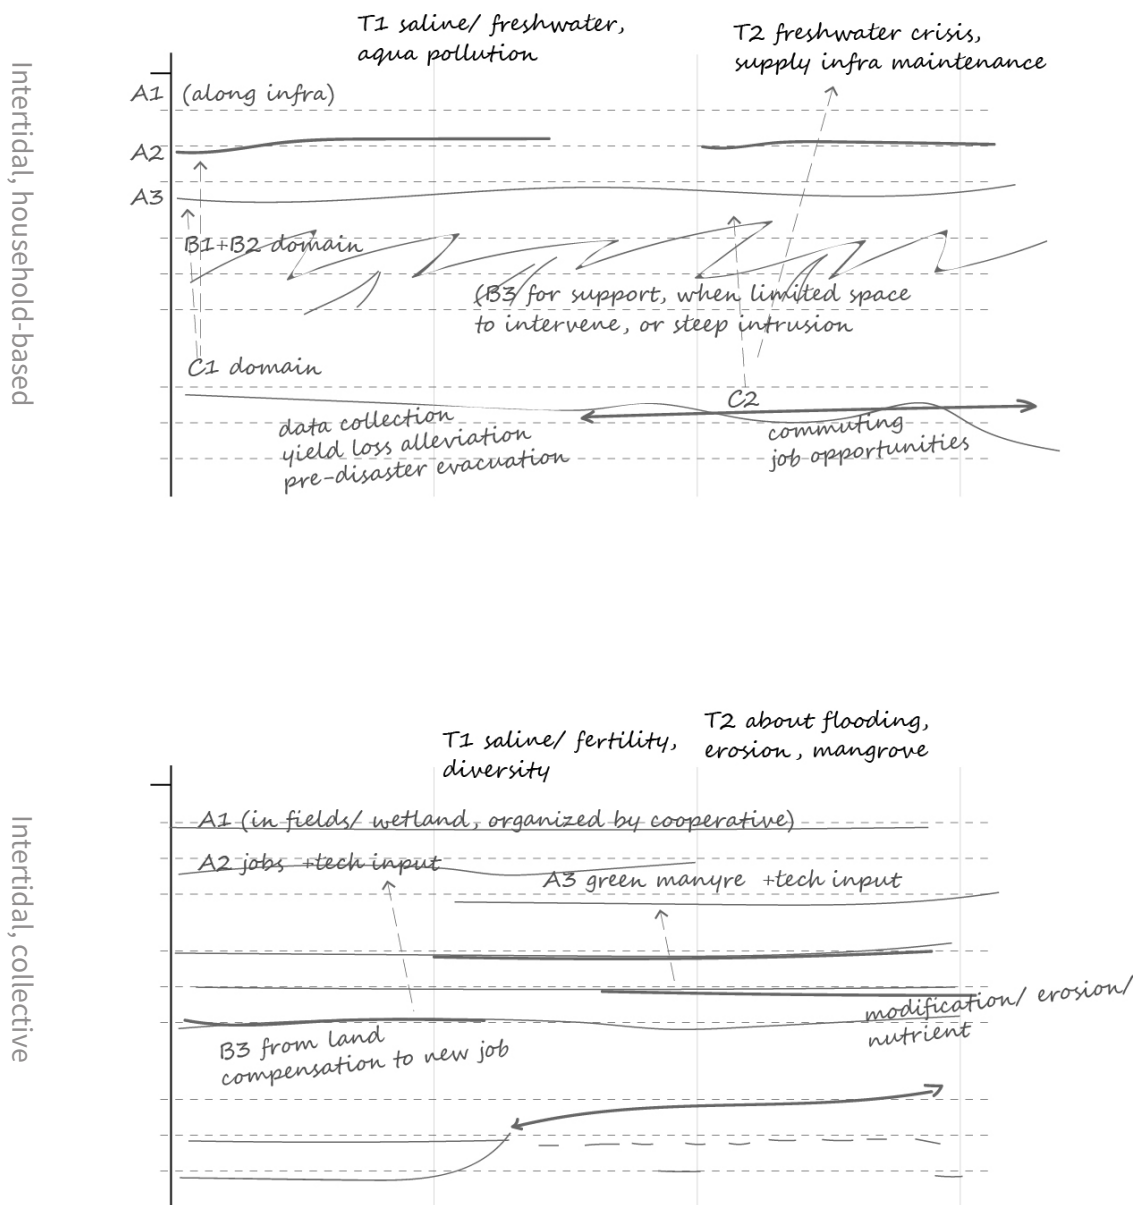 Intertidal, household-based
T1 saline/ freshwater,
aqua pollution
T2 freshwater crisis,
supply infra maintenance
A1 (along infra)
A2
A3
B1+B2 domain
(B3 for support, when limited space
to intervene, or steep intrusion
C1 domain
C2
data collection
yield loss alleviation
pre-disaster evacuation
commuting
job opportunities
Intertidal, collective
T1 saline/ fertility,
diversity
T2 about flooding,
erosion, mangrove
A1 (in fields/ wetland, organized by cooperative)
A2 jobs +tech input
A3 green manyre +tech input
modification/ erosion/
nutrient
B3 from land
compensation to new job